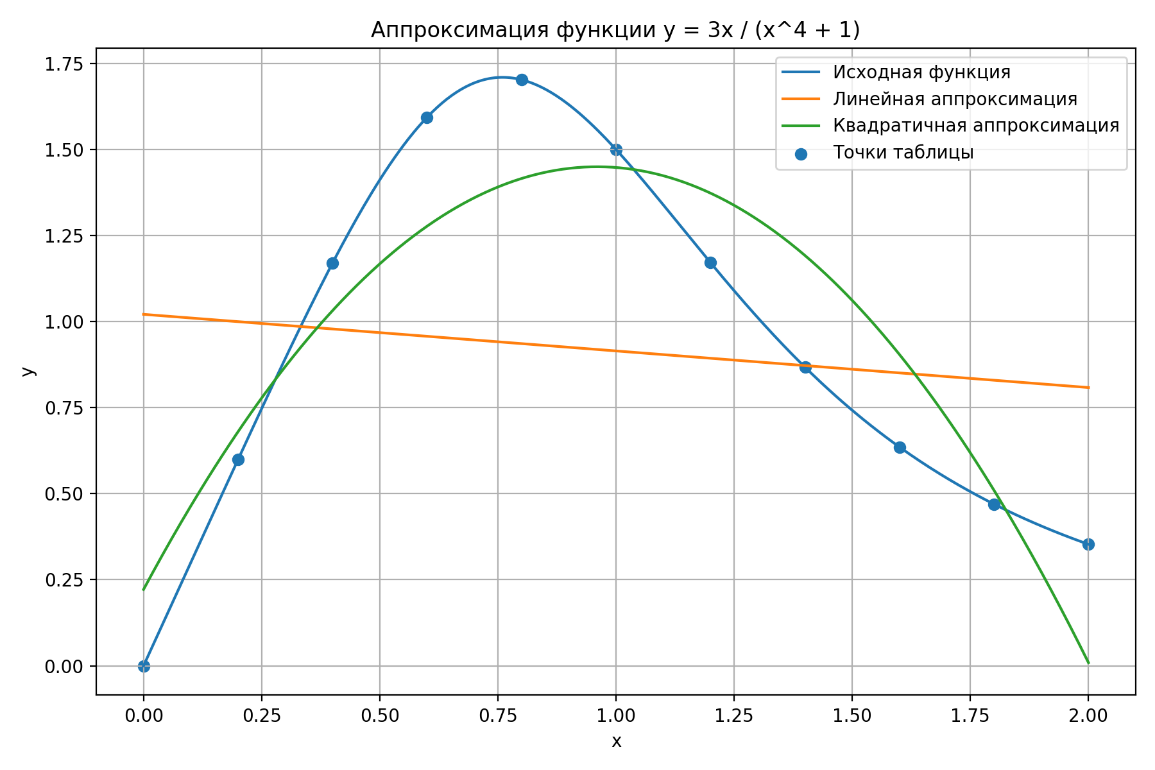 Аппроксимация функции y = 3x / (x^4 + 1)
Исходная функция
Линейная аппроксимация
Квадратичная аппроксимация
Точки таблицы
1.75
1.50
1.25
1.00
0.75
0.50
0.25
0.00
y
0.00 0.25 0.50 0.75 1.00 1.25 1.50 1.75 2.00
x